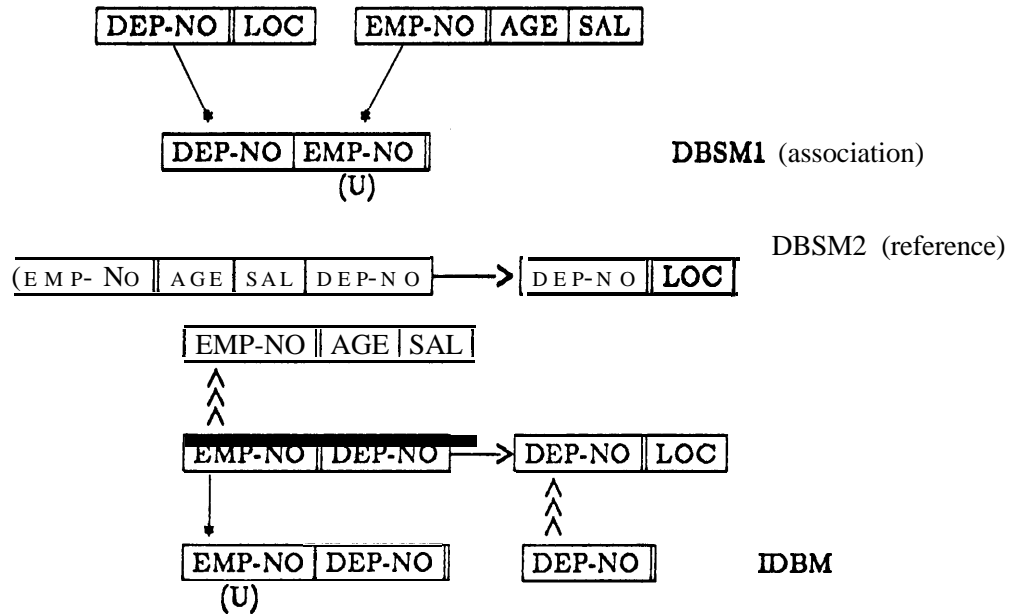 DEP-NO LOC EMP-NO AGE SAL
DEP-NO EMP-NO DBSM1 (association)
(U)
DBSM2 (reference)
(EMP- NO AGE SAL DEP-NO DEP-NO LOC
EMP-NO AGE SAL
EMP-NO DEP-NO DEP-NO LOC
EMP-NO DEP-NO DEP-NO IDBM
(U)